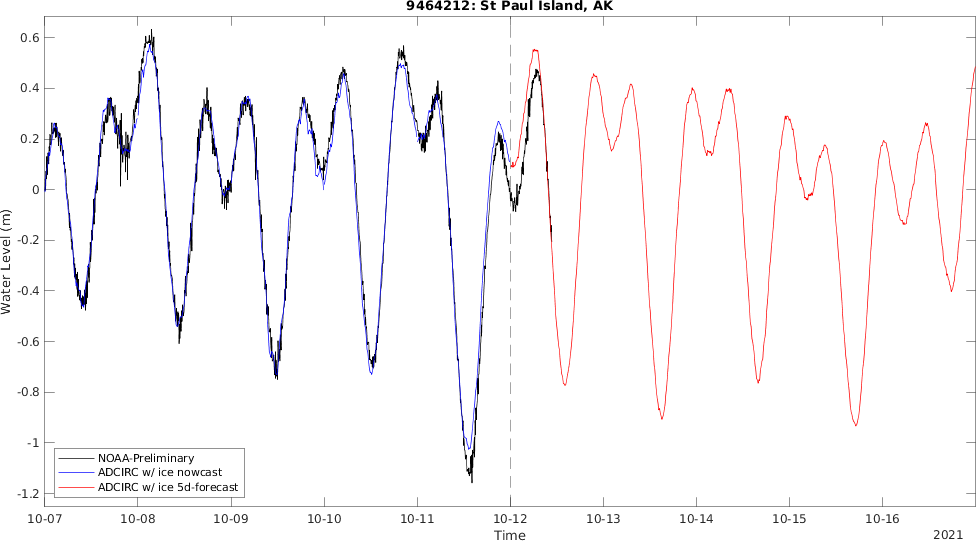 9464212: St Paul Island, AK
0.6
0.4
0.2
0
-0.2
-0.4
-0.6
-0.8
-1
-1.2
Water Level (m)
NOAA-Preliminary
ADCIRC w/ ice nowcast
ADCIRC w/ ice 5d-forecast
10-07 10-08 10-09 10-10 10-11 10-12 10-13 10-14 10-15 10-16
Time
2021